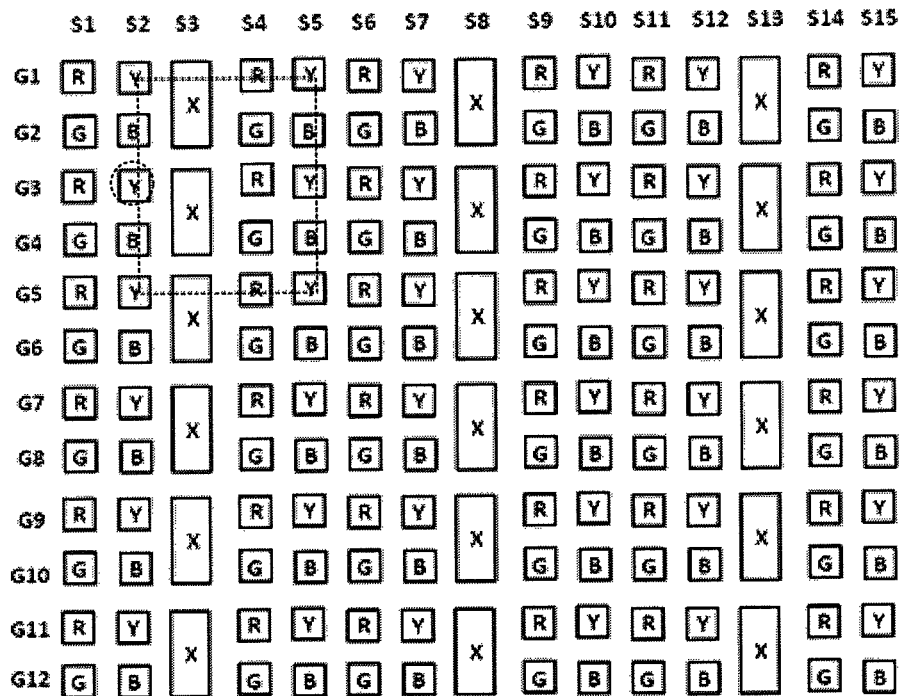 S1 S2 S3 S4 S5 S6 S7 S8 S9 S10 S11 S12 S13 S14 S15
G1 R Y X R Y R Y X R Y R Y X R Y
G2 G B G B G B G B G B G B
G3 R Y X R Y R Y X R Y R Y X R Y
G4 G B G B G B G B G B G B
G5 R Y X R Y R Y X R Y R Y X R Y
G6 G B G B G B G B G B G B
G7 R Y X R Y R Y X R Y R Y X R Y
G8 G B G B G B G B G B G B
G9 R Y X R Y R Y X R Y R Y X R Y
G10 G B G B G B G B G B G B
G11 R Y X R Y R Y X R Y R Y X R Y
G12 G B G B G B G B G B G B